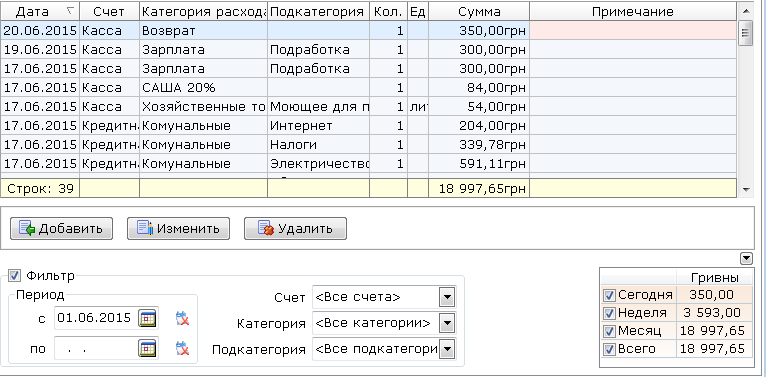 Дата Счет Категория расхода Подкатегория Кол. Ед Сумма Примечание
20.06.2015 Касса Возврат 1 350,00грн
19.06.2015 Касса Зарплата Подработка 1 300,00грн
17.06.2015 Касса Зарплата Подработка 1 300,00грн
17.06.2015 Касса САША 20% 1 84,00грн
17.06.2015 Касса Хозяйственные то Моющее для п 1 лит 54,00грн
17.06.2015 Кредитн Комунальные Интернет 1 204,00грн
17.06.2015 Кредитн Комунальные Налоги 1 339,78грн
17.06.2015 Кредитн Комунальные Электричество 1 591,11грн
Строк: 39 18 997,65грн
Добавить Изменить Удалить
Фильтр
Период
с 01.06.2015
по . .
Счет <Все счета>
Категория <Все категории>
Подкатегория <Все подкатегори
Гривны
Сегодня 350,00
Неделя 3 593,00
Месяц 18 997,65
Всего 18 997,65